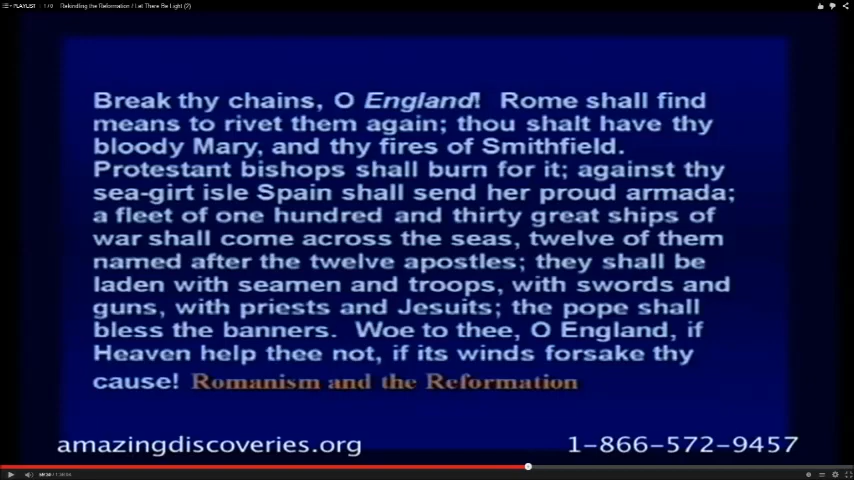 PLAYLIST
Rekindling the Reformation / Let There Be Light (2)
Break thy chains, O England! Rome shall find
means to rivet them again; thou shalt have thy
bloody Mary, and thy fires of Smithfield.
Protestant bishops shall burn for it; against thy
sea-girt isle Spain shall send her proud armada;
a fleet of one hundred and thirty great ships of
war shall come across the seas, twelve of them
named after the twelve apostles; they shall be
laden with seamen and troops, with swords and
guns, with priests and Jesuits; the pope shall
bless the banners. Woe to thee, O England, if
Heaven help thee not, if its winds forsake thy
cause! Romanism and the Reformation
amazingdiscoveries.org 1-866-572-9457